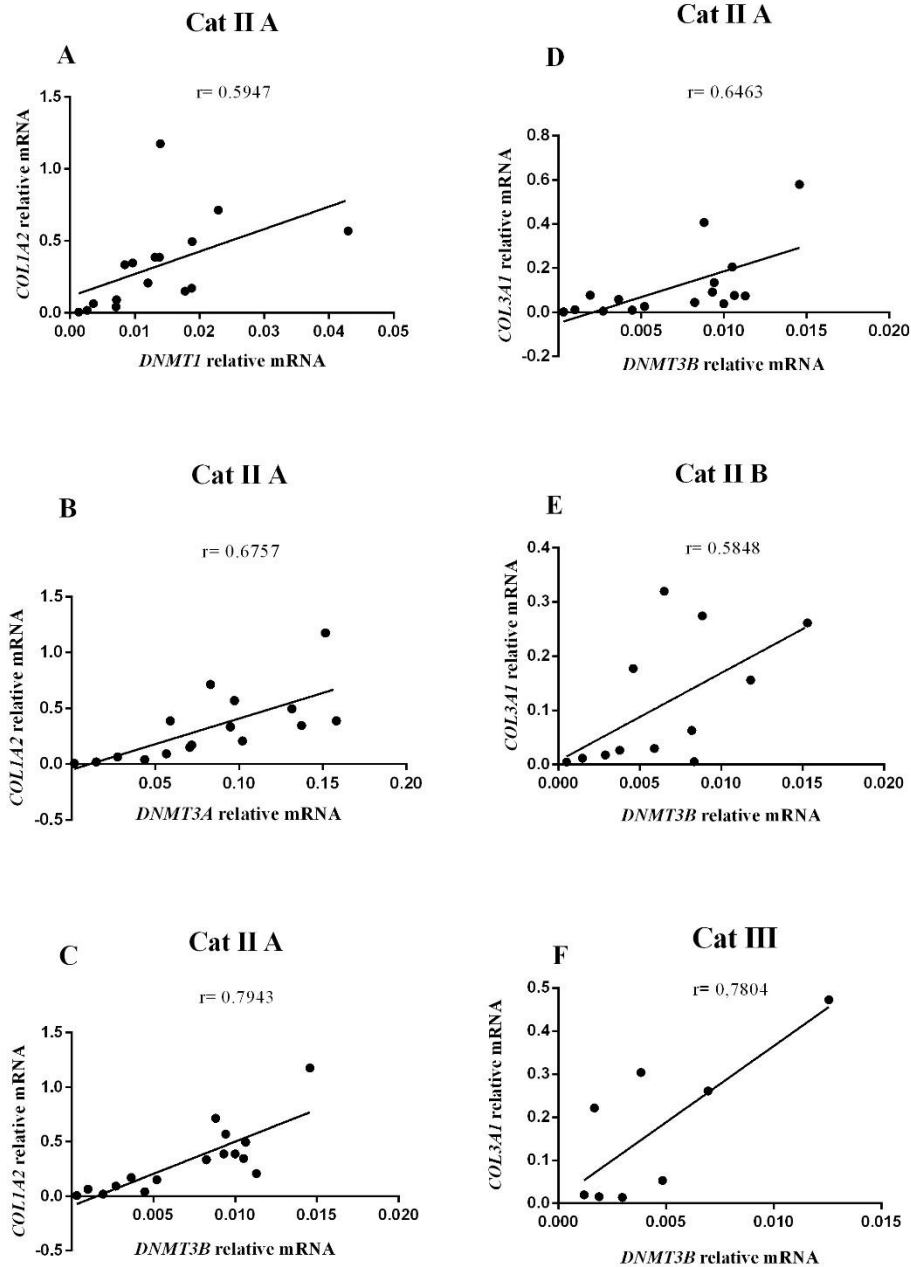 Cat II A
A
r= 0.5947
COL1A2 relative mRNA
1.5
1.0
0.5
0.0
0.00 0.01 0.02 0.03 0.04 0.05
DNMT1 relative mRNA
Cat II A
B
r= 0.6757
COL1A2 relative mRNA
1.5
1.0
0.5
0.0
-0.5
0.05 0.10 0.15 0.20
DNMT3A relative mRNA
Cat II A
C
r= 0.7943
COL1A2 relative mRNA
1.5
1.0
0.5
0.0
-0.5
0.005 0.010 0.015 0.020
DNMT3B relative mRNA
Cat II A
D
r= 0.6463
COL3A1 relative mRNA
0.8
0.6
0.4
0.2
0.0
-0.2
0.005 0.010 0.015 0.020
DNMT3B relative mRNA
Cat II B
E
r= 0.5848
COL3A1 relative mRNA
0.4
0.3
0.2
0.1
0.0
0.000 0.005 0.010 0.015 0.020
DNMT3B relative mRNA
Cat III
F
r= 0,7804
COL3A1 relative mRNA
0.5
0.4
0.3
0.2
0.1
0.0
0.000 0.005 0.010 0.015
DNMT3B relative mRNA